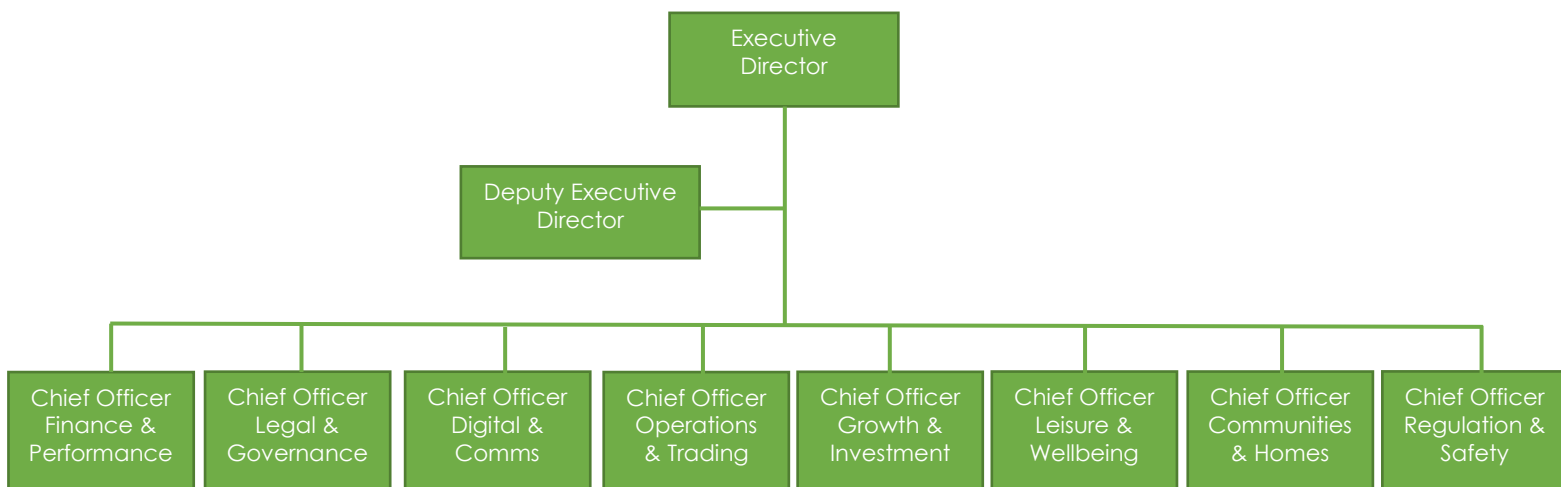 Executive
Director
Deputy Executive
Director
Chief Officer
Finance &
Performance
Chief Officer
Legal &
Governance
Chief Officer
Digital &
Comms
Chief Officer
Operations
& Trading
Chief Officer
Growth &
Investment
Chief Officer
Leisure &
Wellbeing
Chief Officer
Communities
& Homes
Chief Officer
Regulation &
Safety